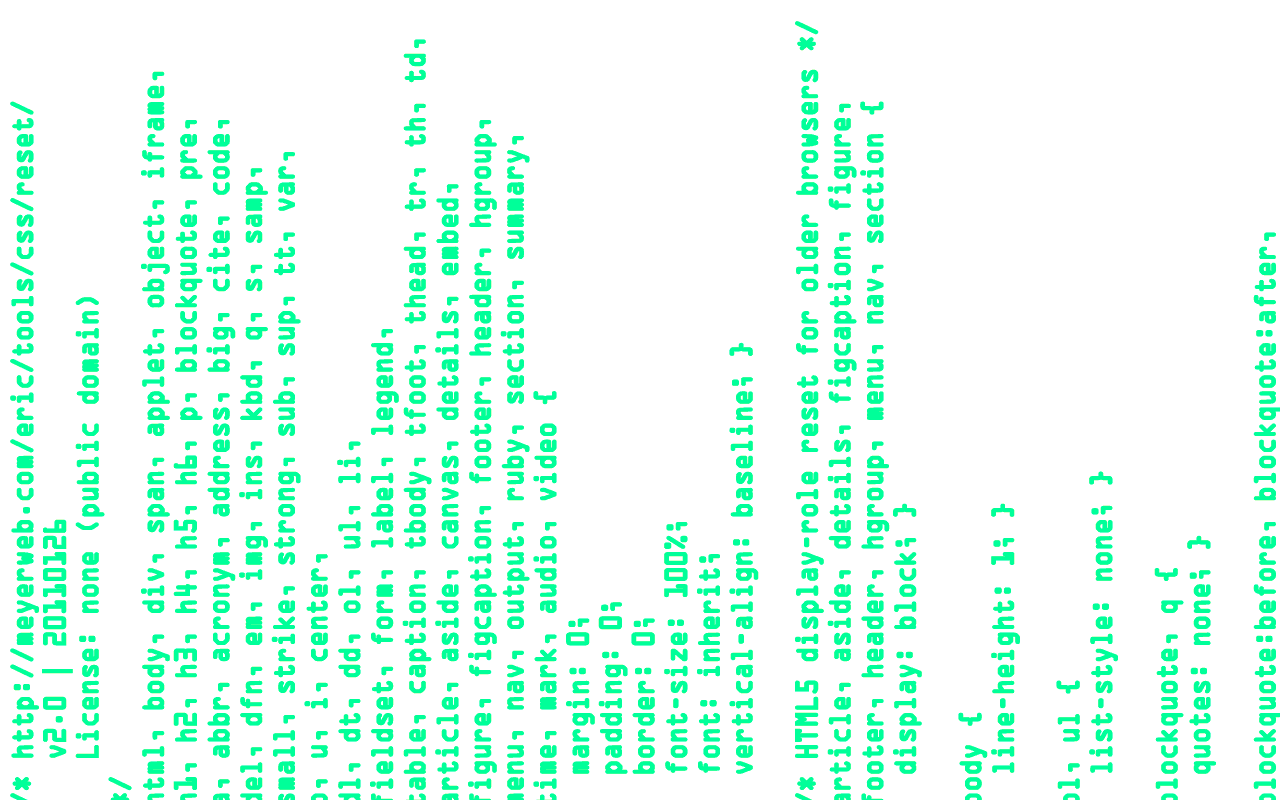 /* http://meyerweb.com/eric/tools/css/reset/
v2.0 | 20110126
License: none (public domain)
*/
html, body, div, span, applet, object, iframe,
h1, h2, h3, h4, h5, h6, p, blockquote, pre,
a, abbr, acronym, address, big, cite, code,
del, dfn, em, img, ins, kbd, q, s, samp,
small, strike, strong, sub, sup, tt, var,
b, u, i, center,
dl, dt, dd, ol, ul, li,
fieldset, form, label, legend,
table, caption, tbody, tfoot, thead, tr, th, td,
article, aside, canvas, details, embed,
figure, figcaption, footer, header, hgroup,
menu, nav, output, ruby, section, summary,
time, mark, audio, video {
margin: 0;
padding: 0;
border: 0;
font-size: 100%;
font: inherit;
vertical-align: baseline; }
/* HTML5 display-role reset for older browsers */
article, aside, details, figcaption, figure,
footer, header, hgroup, menu, nav, section {
display: block; }
body {
line-height: 1; }
ol, ul {
list-style: none; }
blockquote, q {
quotes: none; }
blockquote:before, blockquote:after,